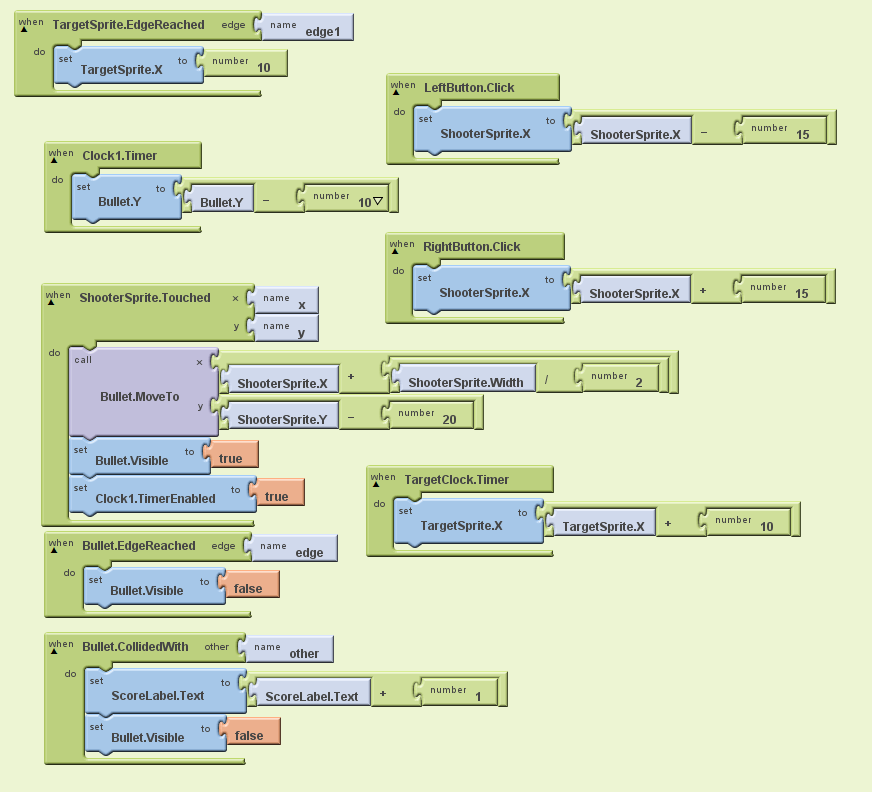 when TargetSprite.EdgeReached edge name edge1
do set TargetSprite.X to number 10
when LeftButton.Click
do set ShooterSprite.X to ShooterSprite.X - number 15
when Clock1.Timer
do set Bullet.Y to Bullet.Y - number 10
when RightButton.Click
do set ShooterSprite.X to ShooterSprite.X + number 15
when ShooterSprite.Touched x name x
y name y
do call Bullet.MoveTo x ShooterSprite.X + ShooterSprite.Width / number 2
y ShooterSprite.Y - number 20
set Bullet.Visible to true
set Clock1.TimerEnabled to true
when TargetClock.Timer
do set TargetSprite.X to TargetSprite.X + number 10
when Bullet.EdgeReached edge name edge
do set Bullet.Visible to false
when Bullet.CollidedWith other name other
do set ScoreLabel.Text to ScoreLabel.Text + number 1
set Bullet.Visible to false